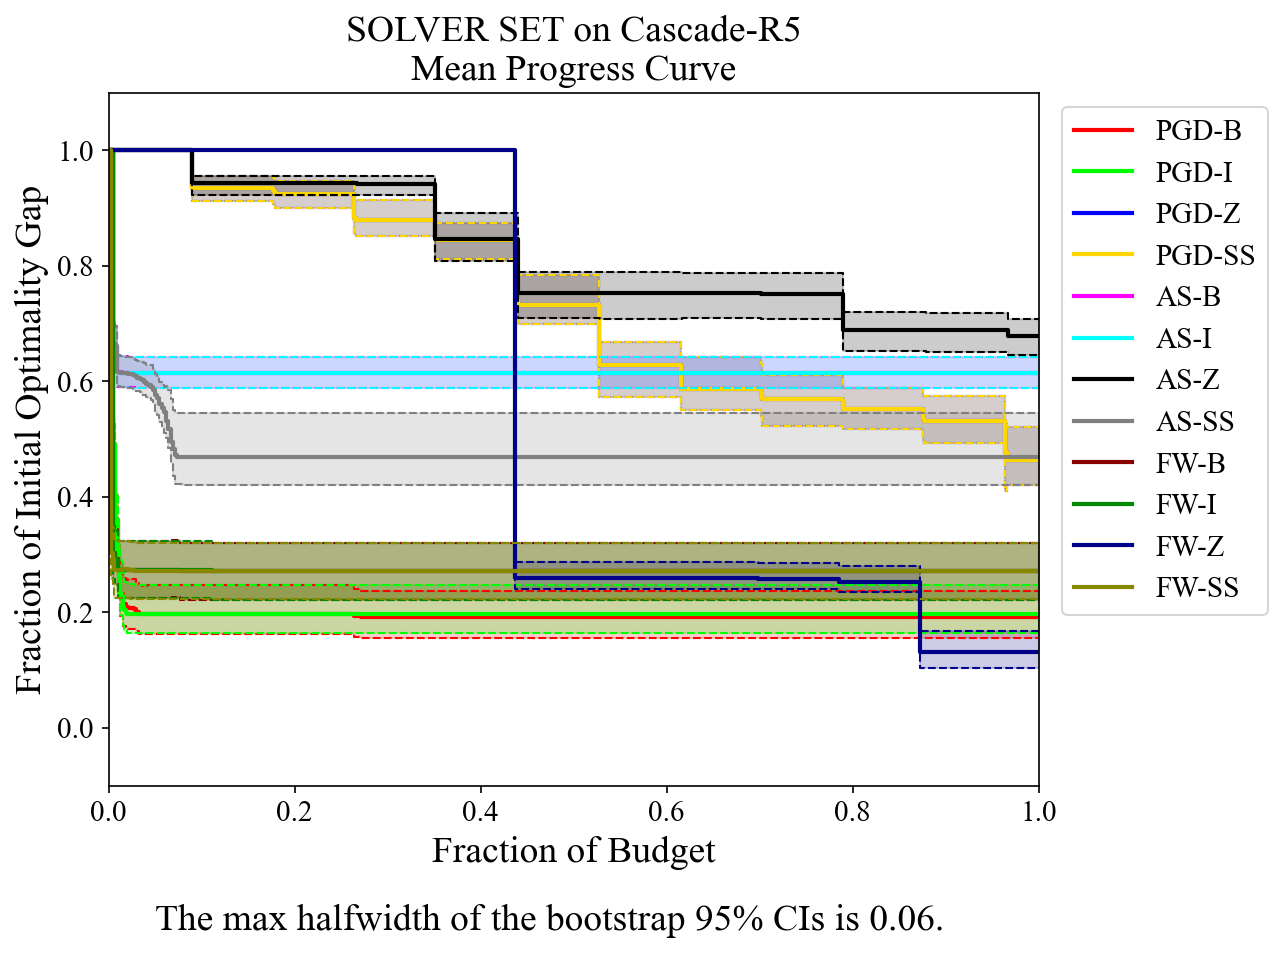 SOLVER SET on Cascade-R5
Mean Progress Curve
Fraction of Initial Optimality Gap
1.0
0.8
0.6
0.4
0.2
0.0
0.0 0.2 0.4 0.6 0.8 1.0
Fraction of Budget
PGD-B
PGD-I
PGD-Z
PGD-SS
AS-B
AS-I
AS-Z
AS-SS
FW-B
FW-I
FW-Z
FW-SS
The max halfwidth of the bootstrap 95% CIs is 0.06.